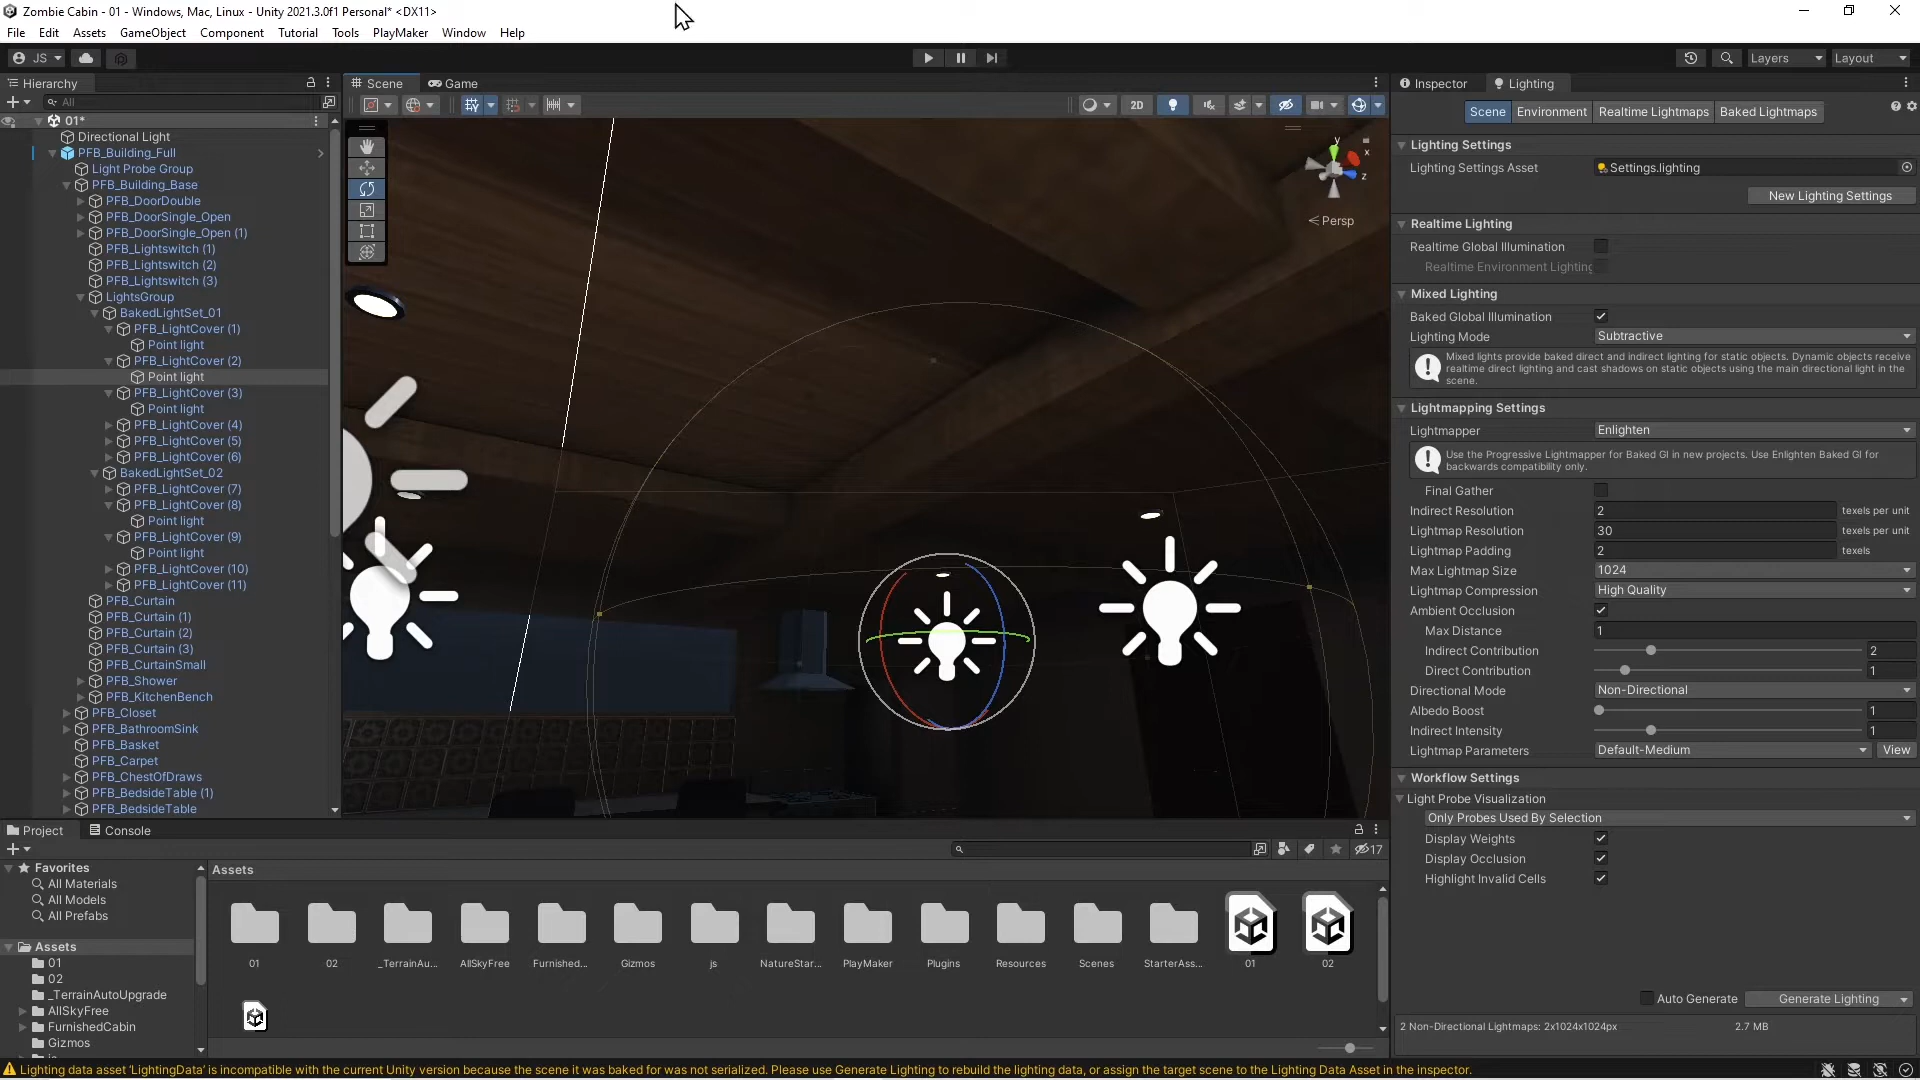 Zombie Cabin - 01 - Windows, Mac, Linux - Unity 2021.3.0f1 Personal* <DX11>
File Edit Assets GameObject Component Tutorial Tools PlayMaker Window Help
JS
Layers
Layout
Hierarchy
Scene
Game
Inspector
Lighting
All
2D
Scene Environment Realtime Lightmaps Baked Lightmaps
01*
Directional Light
PFB_Building_Full
Light Probe Group
PFB_Building_Base
PFB_DoorDouble
PFB_DoorSingle_Open
PFB_DoorSingle_Open (1)
PFB_Lightswitch (1)
PFB_Lightswitch (2)
PFB_Lightswitch (3)
LightsGroup
BakedLightSet_01
PFB_LightCover (1)
Point light
PFB_LightCover (2)
Point light
PFB_LightCover (3)
Point light
PFB_LightCover (4)
PFB_LightCover (5)
PFB_LightCover (6)
BakedLightSet_02
PFB_LightCover (7)
PFB_LightCover (8)
Point light
PFB_LightCover (9)
Point light
PFB_LightCover (10)
PFB_LightCover (11)
PFB_Curtain
PFB_Curtain (1)
PFB_Curtain (2)
PFB_Curtain (3)
PFB_CurtainSmall
PFB_Shower
PFB_KitchenBench
PFB_Closet
PFB_BathroomSink
PFB_Basket
PFB_Carpet
PFB_ChestOfDraws
PFB_BedsideTable (1)
PFB_BedsideTable
y
x
z
Persp
Lighting Settings
Lighting Settings Asset Settings.lighting
New Lighting Settings
Realtime Lighting
Realtime Global Illumination
Realtime Environment Lighting
Mixed Lighting
Baked Global Illumination
Lighting Mode Subtractive
Mixed lights provide baked direct and indirect lighting for static objects. Dynamic objects receive
realtime direct lighting and cast shadows on static objects using the main directional light in the
scene.
Lightmapping Settings
Lightmapper Enlighten
Use the Progressive Lightmapper for Baked GI in new projects. Use Enlighten Baked GI for
backwards compatibility only.
Final Gather
Indirect Resolution 2 texels per unit
Lightmap Resolution 30 texels per unit
Lightmap Padding 2 texels
Max Lightmap Size 1024
Lightmap Compression High Quality
Ambient Occlusion
Max Distance 1
Indirect Contribution 2
Direct Contribution 1
Directional Mode Non-Directional
Albedo Boost 1
Indirect Intensity 1
Lightmap Parameters Default-Medium View
Workflow Settings
Light Probe Visualization
Only Probes Used By Selection
Display Weights
Display Occlusion
Highlight Invalid Cells
Auto Generate Generate Lighting
2 Non-Directional Lightmaps: 2x1024x1024px 2.7 MB
Project Console
17
Favorites
All Materials
All Models
All Prefabs
Assets
01
02
_TerrainAutoUpgrade
AllSkyFree
FurnishedCabin
Gizmos
Assets
01 02 _TerrainAu... AllSkyFree Furnished... Gizmos js NatureStar... PlayMaker Plugins Resources Scenes StarterAss... 01 02
Lighting data asset 'LightingData' is incompatible with the current Unity version because the scene it was baked for was not serialized. Please use Generate Lighting to rebuild the lighting data, or assign the target scene to the Lighting Data Asset in the inspector.